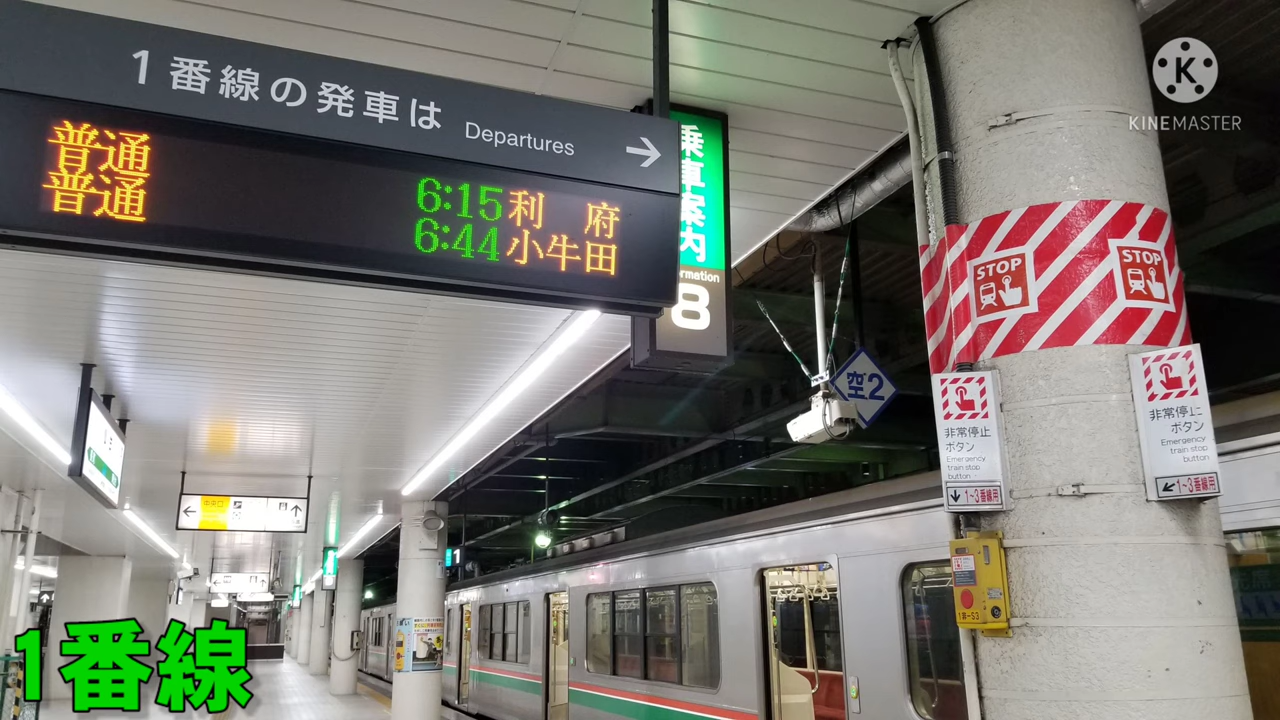 1番線の発車は Departures →
普通 6:15 利 府
普通 6:44 小牛田
乗車案内
8
KINEMASTER
STOP
STOP
空2
非常停止
ボタン
Emergency
train stop
button
↓1~3番線用
非常停止
ボタン
Emergency
train stop
button
↙1~3番線用
1
1番線